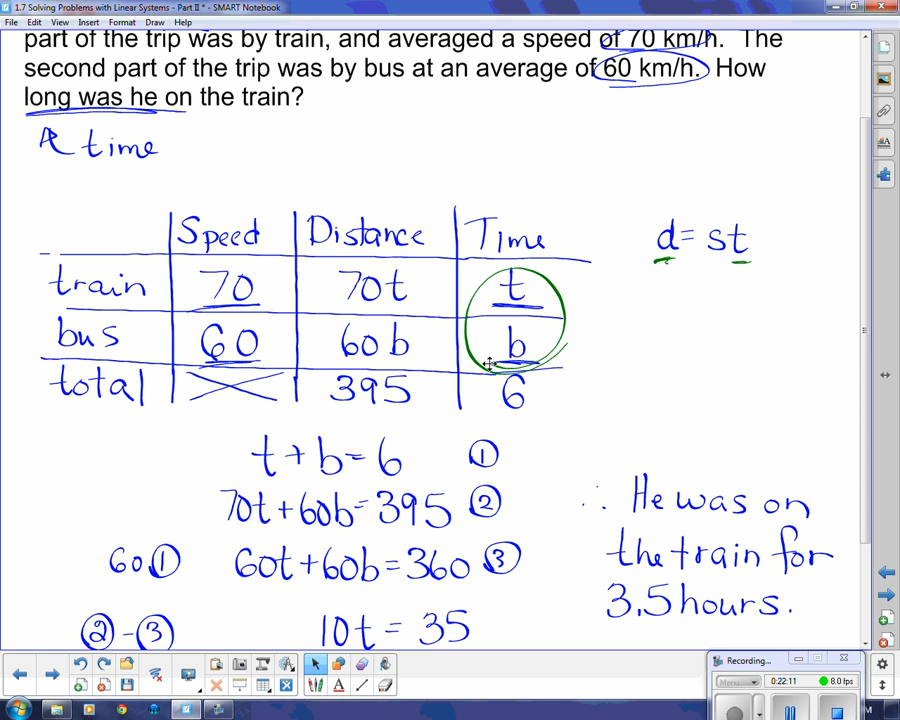 1.7 Solving Problems with Linear Systems - Part II * - SMART Notebook
File Edit View Insert Format Draw Help
part of the trip was by train, and averaged a speed of 70 km/h. The
second part of the trip was by bus at an average of 60 km/h. How
long was he on the train?
time
Speed Distance Time
d = st
train 70 70t t
bus 60 60b b
total 395 6
t + b = 6 ①
70t + 60b = 395 ②
60① 60t + 60b = 360 ③
② - ③ 10t = 35
∴ He was on
the train for
3.5 hours.
Recording...
Menu
00:22:11 8.0 fps